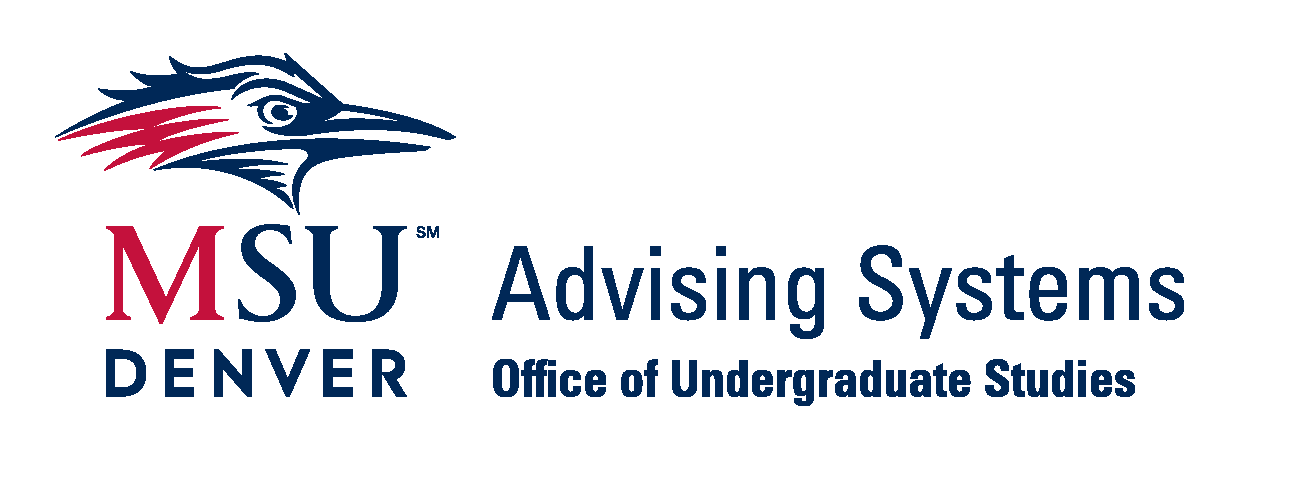 MSU℠
DENVER
Advising Systems
Office of Undergraduate Studies